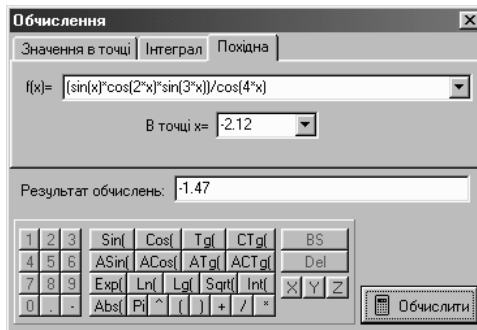 Обчислення
Значення в точці Інтеграл Похідна
f(x)= (sin(x)*cos(2*x)*sin(3*x))/cos(4*x)
В точці x= -2.12
Результат обчислень: -1.47
1 2 3 Sin( Cos( Tg( CTg( BS
4 5 6 ASin( ACos( ATg( ACTg( Del
7 8 9 Exp( Ln( Lg( Sqrt( Int( X Y Z
0 . - Abs( Pi ^ ( ) + / * Обчислити